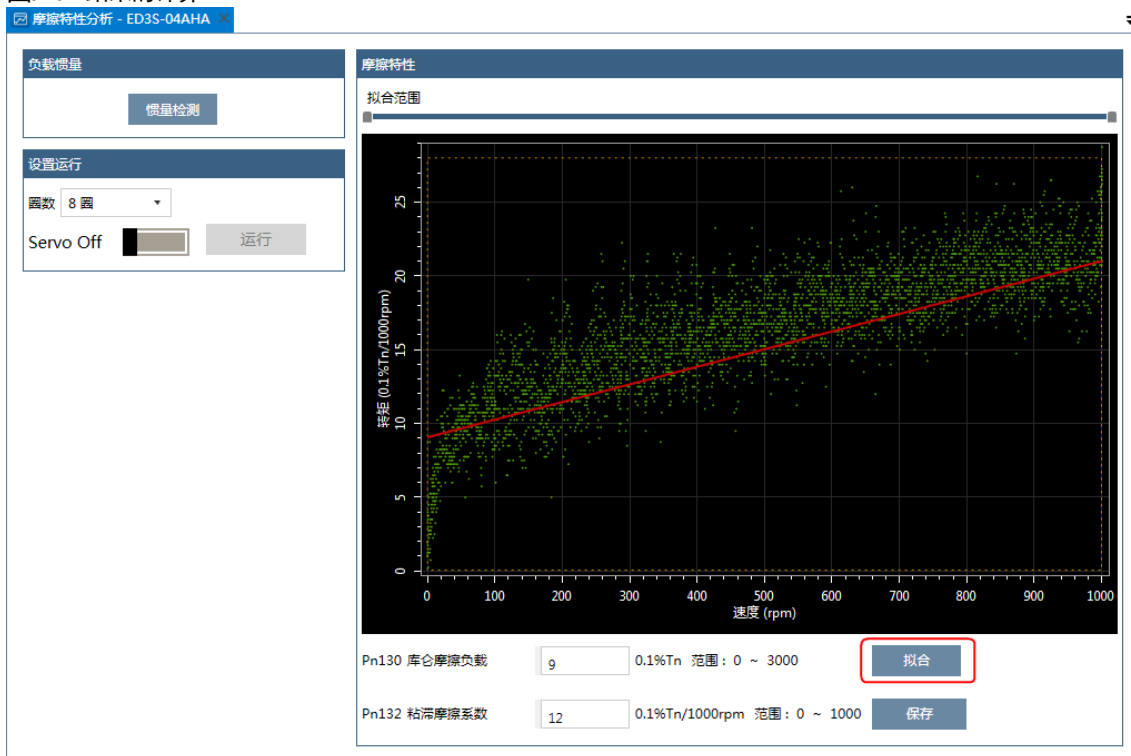 摩擦特性分析 - ED3S-04AHA
负载惯量
惯量检测
设置运行
圈数 8 圈
Servo Off 运行
摩擦特性
拟合范围
转矩 (0.1%Tn/1000rpm)
25
20
15
10
5
0
0 100 200 300 400 500 600 700 800 900 1000
速度 (rpm)
Pn130 库仑摩擦负载 9 0.1%Tn 范围：0 ~ 3000 拟合
Pn132 粘滞摩擦系数 12 0.1%Tn/1000rpm 范围：0 ~ 1000 保存